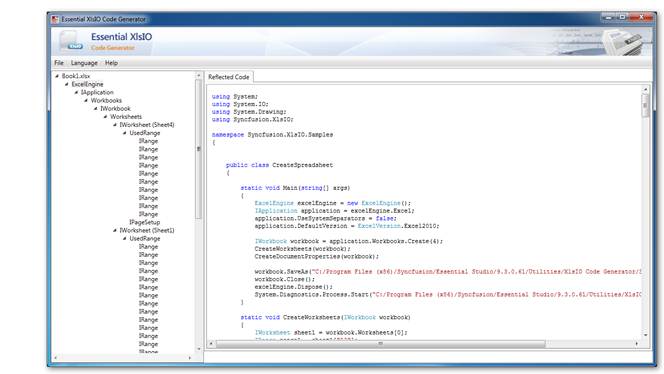 Essential XlsIO Code Generator
Essential XlsIO
Code Generator
File Language Help
Book1.xlsx
ExcelEngine
IApplication
Workbooks
IWorkbook
Worksheets
IWorksheet (Sheet4)
UsedRange
IRange
IRange
IRange
IRange
IRange
IRange
IRange
IRange
IRange
IRange
IPageSetup
IWorksheet (Sheet1)
UsedRange
IRange
IRange
IRange
IRange
IRange
IRange
IRange
IRange
IRange
IRange
IRange
IRange
IRange
IRange
Reflected Code
using System;
using System.IO;
using System.Drawing;
using Syncfusion.XlsIO;
namespace Syncfusion.XlsIO.Samples
{
public class CreateSpreadsheet
{
static void Main(string[] args)
{
ExcelEngine excelEngine = new ExcelEngine();
IApplication application = excelEngine.Excel;
application.UseSystemSeparators = false;
application.DefaultVersion = ExcelVersion.Excel2010;
IWorkbook workbook = application.Workbooks.Create(4);
CreateWorksheets(workbook);
CreateDocumentProperties(workbook);
workbook.SaveAs("C:/Program Files (x86)/Syncfusion/Essential Studio/9.3.0.61/Utilities/XlsIO Code Generator/
workbook.Close();
excelEngine.Dispose();
System.Diagnostics.Process.Start("C:/Program Files (x86)/Syncfusion/Essential Studio/9.3.0.61/Utilities/XlsIO
}
static void CreateWorksheets(IWorkbook workbook)
{
IWorksheet sheet1 = workbook.Worksheets[0];